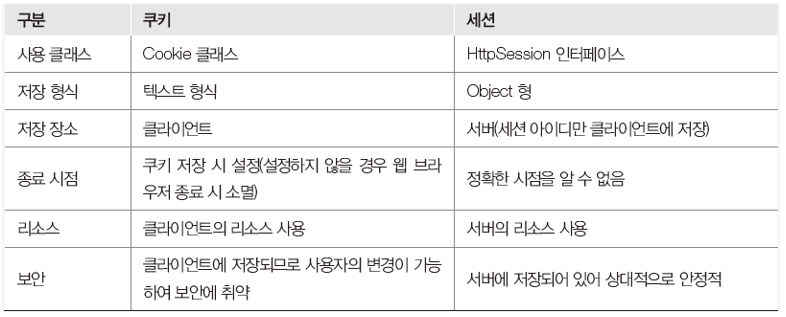 구분 쿠키 세션
사용 클래스 Cookie 클래스 HttpSession 인터페이스
저장 형식 텍스트 형식 Object 형
저장 장소 클라이언트 서버(세션 아이디만 클라이언트에 저장)
종료 시점 쿠키 저장 시 설정(설정하지 않을 경우 웹 브라
우저 종료 시 소멸) 정확한 시점을 알 수 없음
리소스 클라이언트의 리소스 사용 서버의 리소스 사용
보안 클라이언트에 저장되므로 사용자의 변경이 가능
하여 보안에 취약 서버에 저장되어 있어 상대적으로 안정적